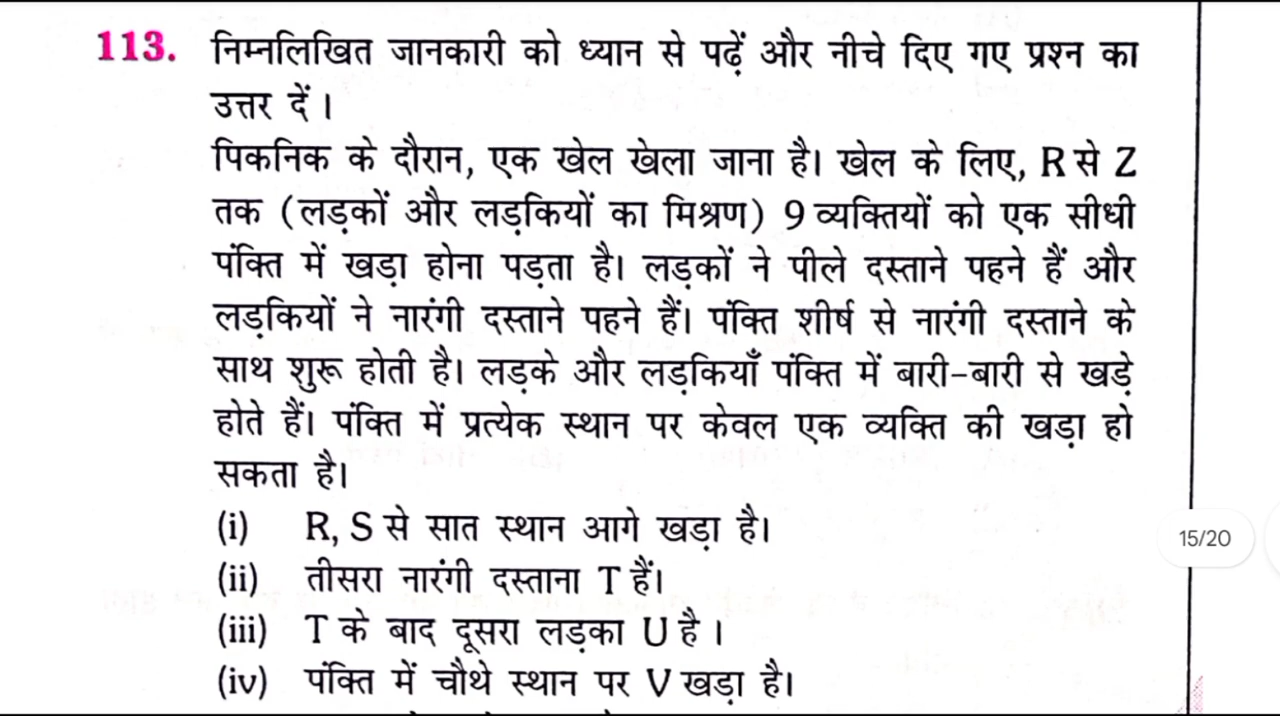 113. निम्नलिखित जानकारी को ध्यान से पढ़ें और नीचे दिए गए प्रश्न का
उत्तर दें ।
पिकनिक के दौरान, एक खेल खेला जाना है। खेल के लिए, R से Z
तक (लड़कों और लड़कियों का मिश्रण) 9 व्यक्तियों को एक सीधी
पंक्ति में खड़ा होना पड़ता है। लड़कों ने पीले दस्ताने पहने हैं और
लड़कियों ने नारंगी दस्ताने पहने हैं। पंक्ति शीर्ष से नारंगी दस्ताने के
साथ शुरू होती है। लड़के और लड़कियाँ पंक्ति में बारी-बारी से खड़े
होते हैं। पंक्ति में प्रत्येक स्थान पर केवल एक व्यक्ति की खड़ा हो
सकता है।
(i) R, S से सात स्थान आगे खड़ा है।
(ii) तीसरा नारंगी दस्ताना T हैं।
(iii) T के बाद दूसरा लड़का U है ।
(iv) पंक्ति में चौथे स्थान पर V खड़ा है।
15/20